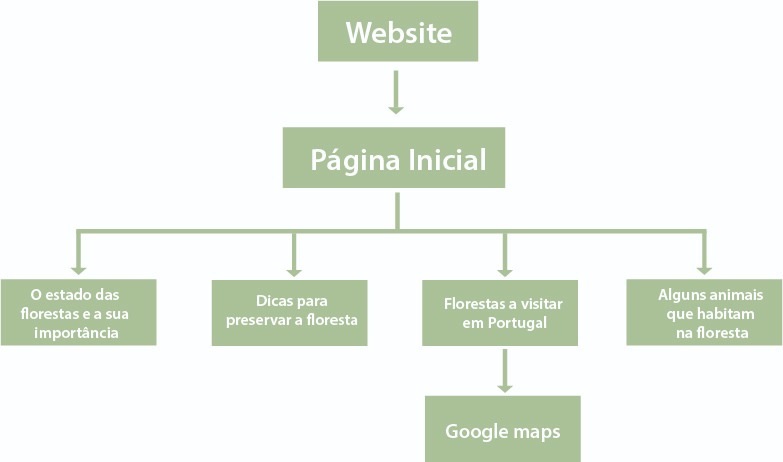 Website
Página Inicial
O estado das
florestas e a sua
importância
Dicas para
preservar a floresta
Florestas a visitar
em Portugal
Alguns animais
que habitam
na floresta
Google maps